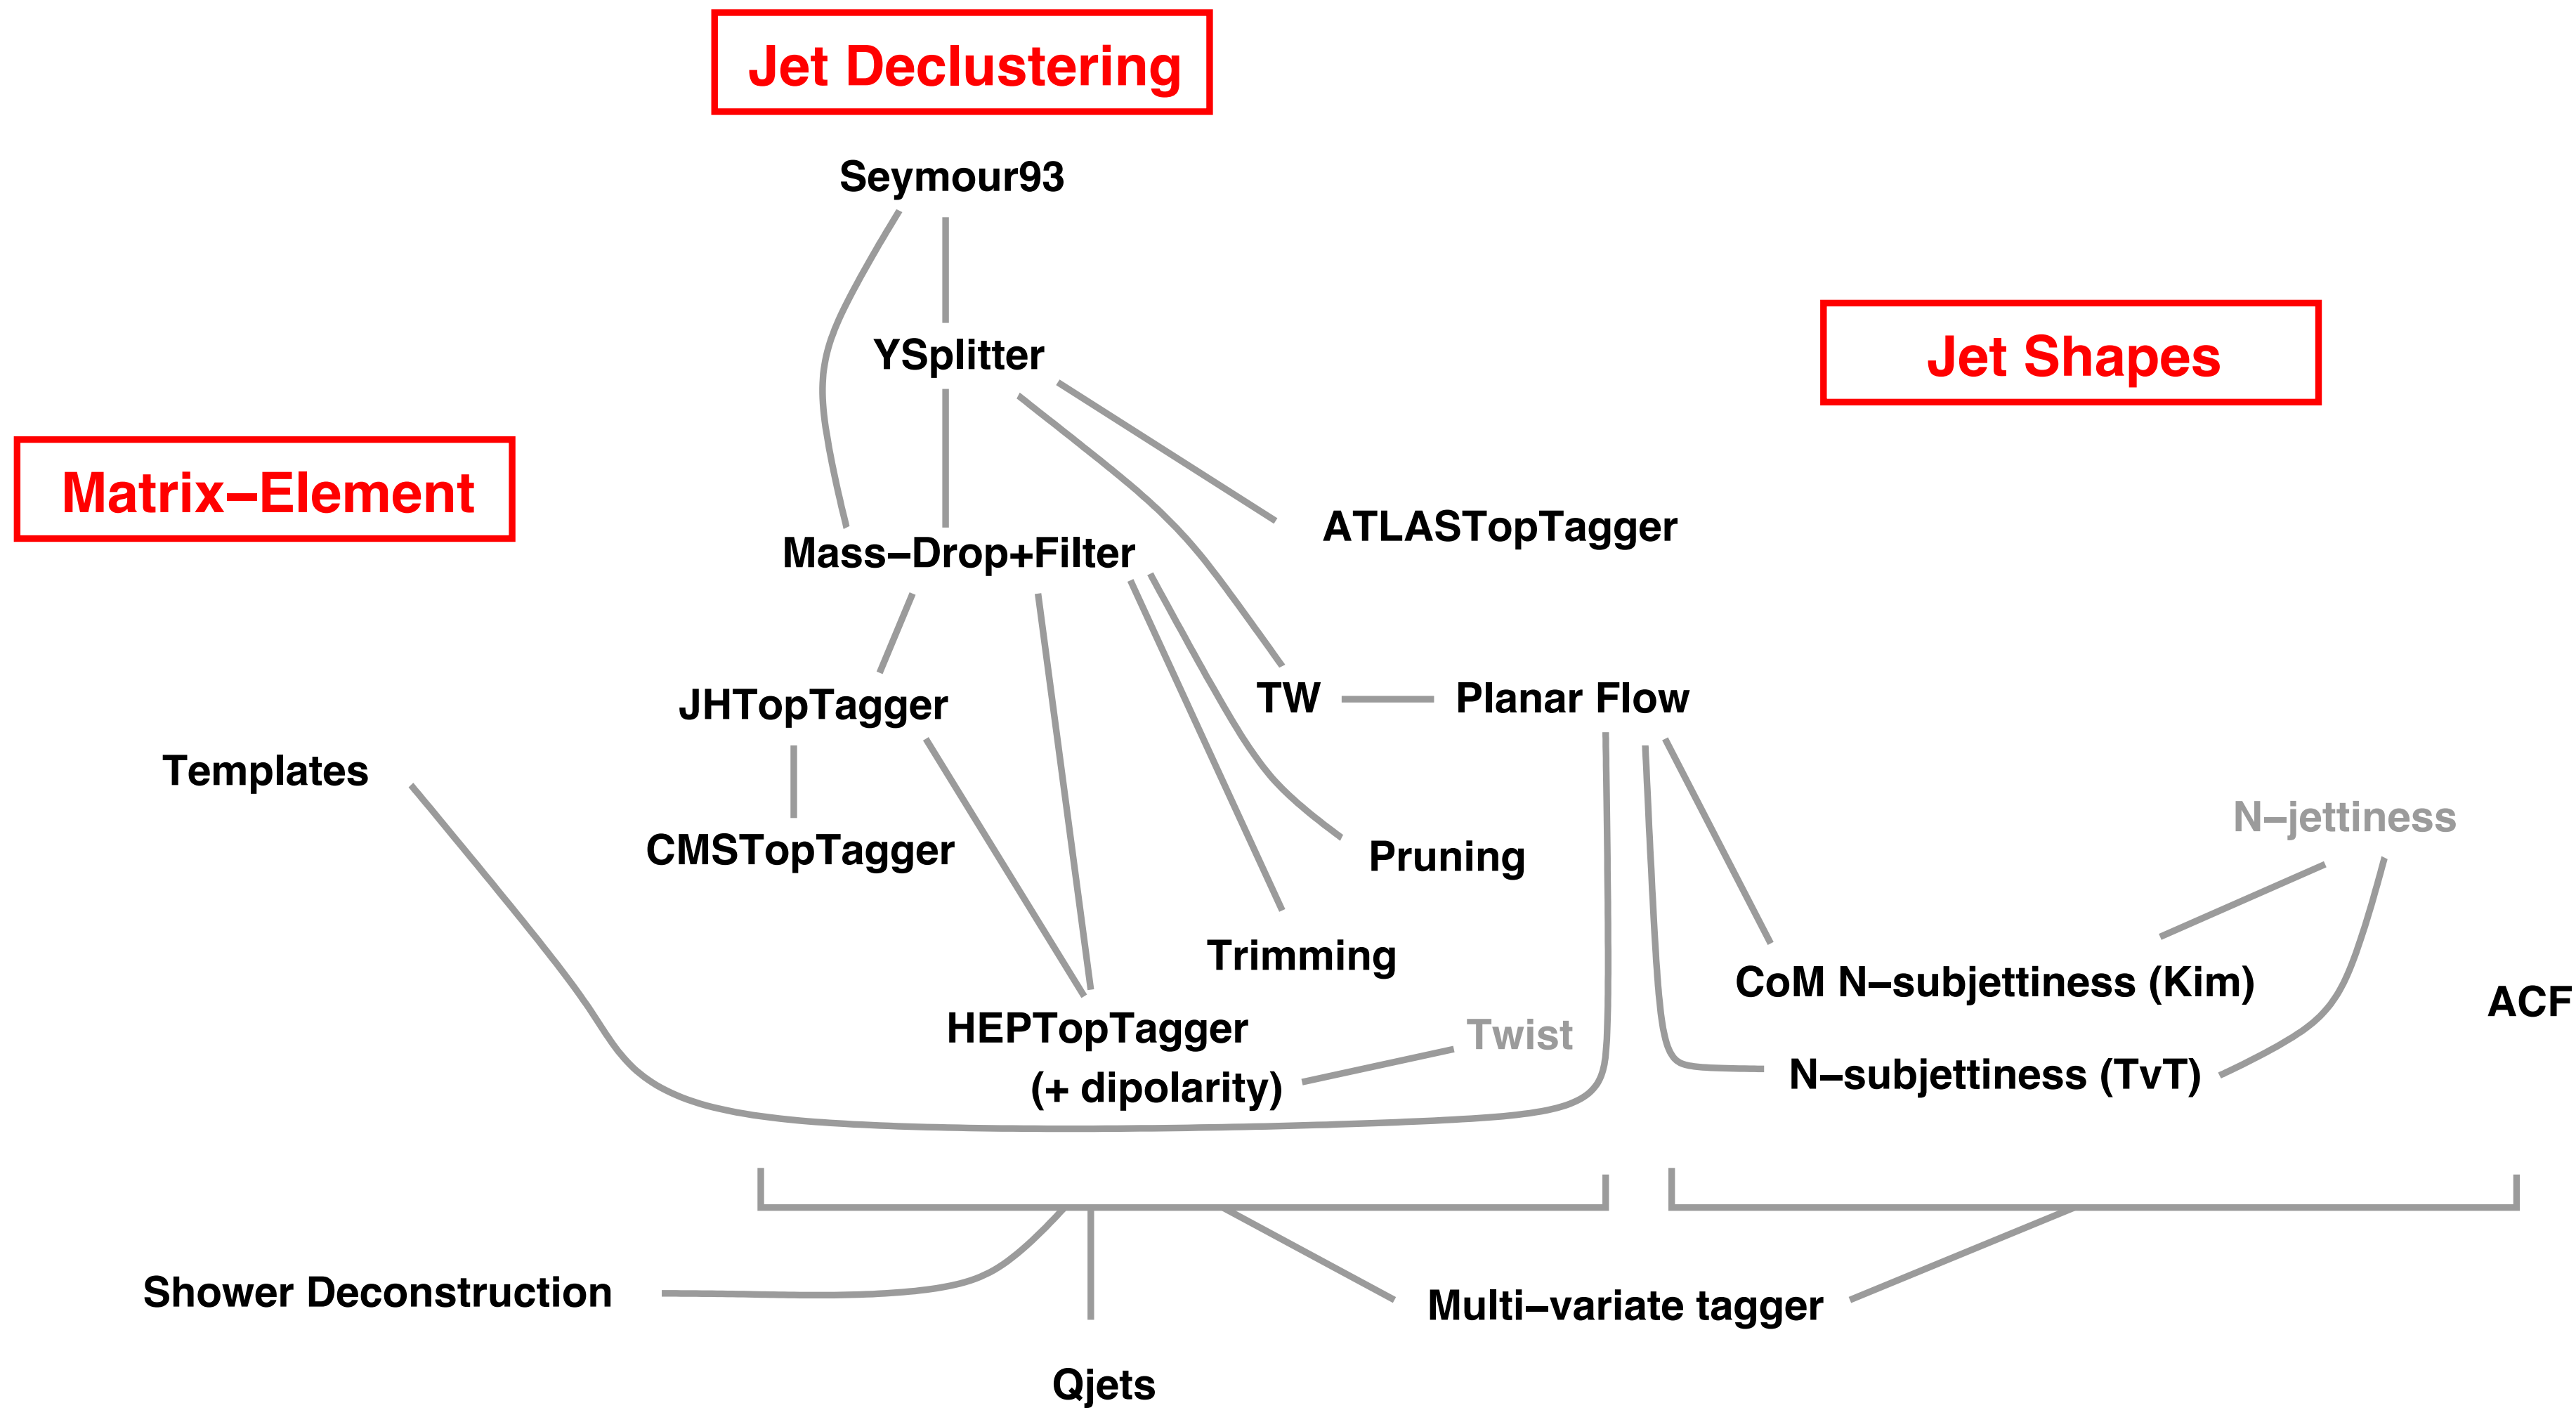 Jet Declustering
Seymour93
YSplitter
Jet Shapes
Matrix–Element
ATLASTopTagger
Mass–Drop+Filter
JHTopTagger
TW
Planar Flow
Templates
N–jettiness
CMSTopTagger
Pruning
Trimming
CoM N–subjettiness (Kim)
ACF
HEPTopTagger
(+ dipolarity)
Twist
N–subjettiness (TvT)
Shower Deconstruction
Multi–variate tagger
Qjets